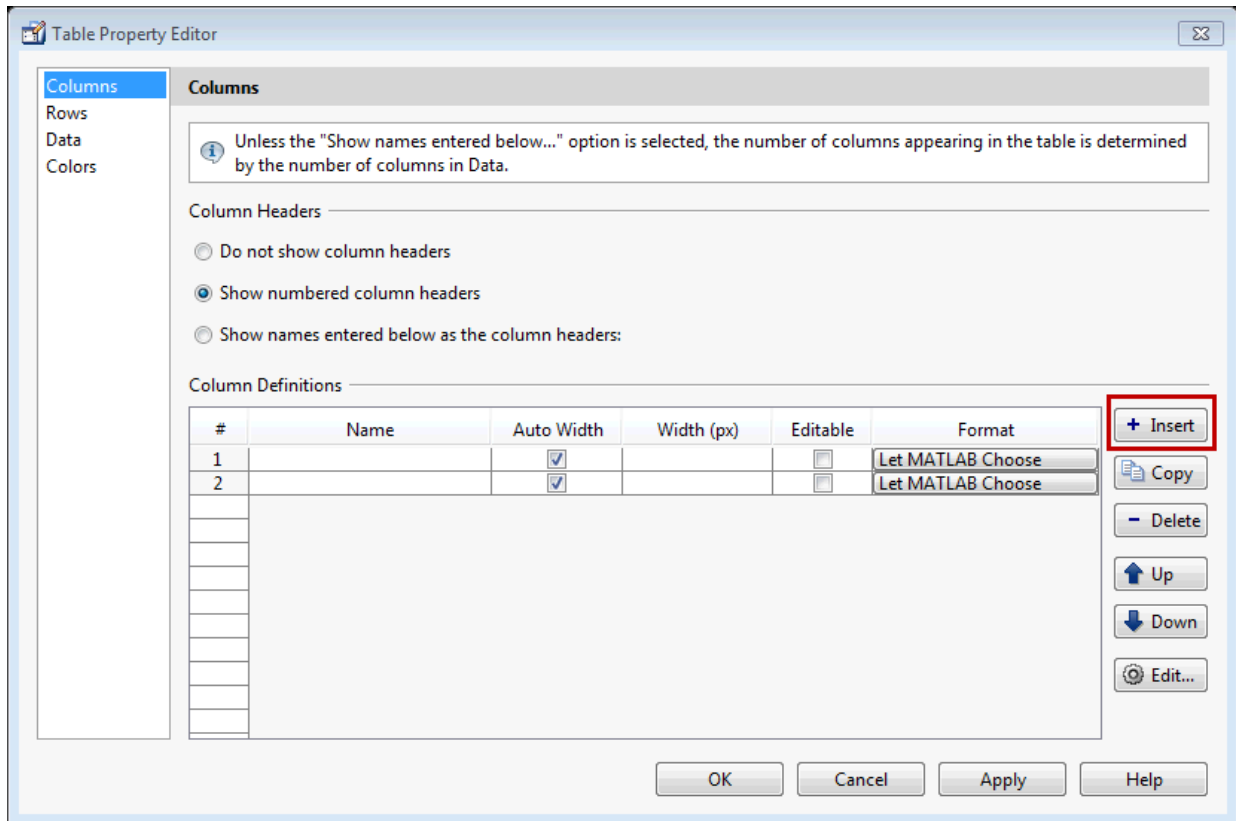 Table Property Editor
Columns
Rows
Data
Colors
Columns
Unless the "Show names entered below..." option is selected, the number of columns appearing in the table is determined
by the number of columns in Data.
Column Headers
Do not show column headers
Show numbered column headers
Show names entered below as the column headers:
Column Definitions
# Name Auto Width Width (px) Editable Format
1 Let MATLAB Choose
2 Let MATLAB Choose
+ Insert
Copy
- Delete
Up
Down
Edit...
OK Cancel Apply Help